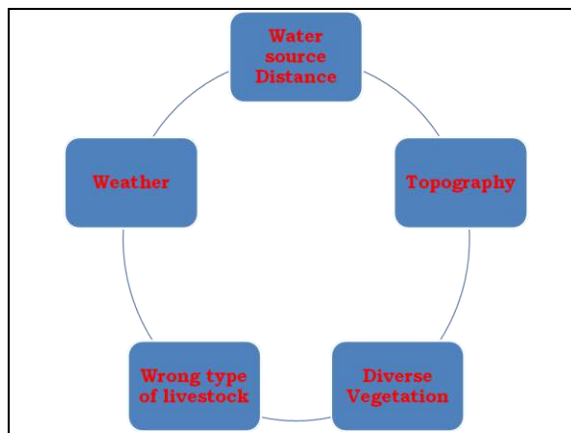 Water
source
Distance
Topography
Diverse
Vegetation
Wrong type
of livestock
Weather